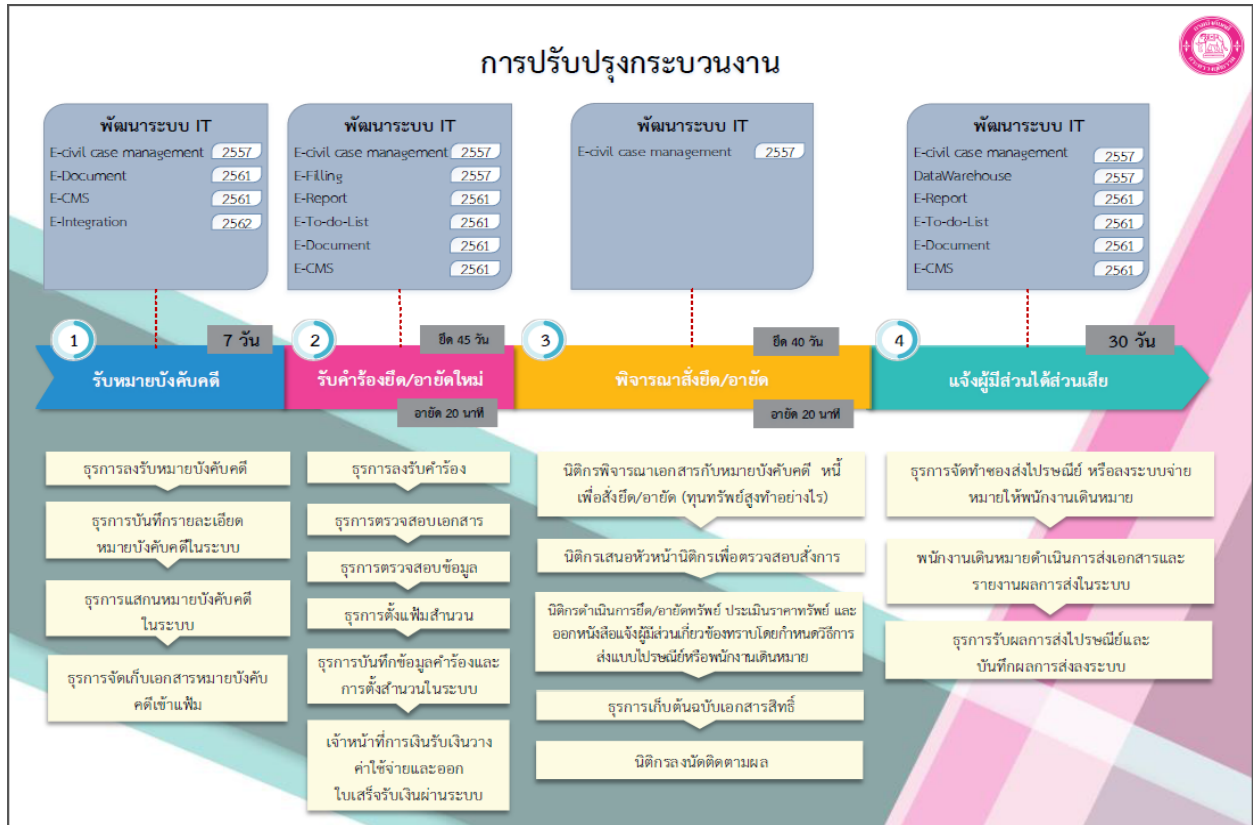 การปรับปรุงกระบวนงาน
พัฒนาระบบ IT
E-civil case management 2557
E-Document 2561
E-CMS 2561
E-Integration 2562
พัฒนาระบบ IT
E-civil case management 2557
E-Filling 2557
E-Report 2561
E-To-do-List 2561
E-Document 2561
E-CMS 2561
พัฒนาระบบ IT
E-civil case management 2557
พัฒนาระบบ IT
E-civil case management 2557
DataWarehouse 2557
E-Report 2561
E-To-do-List 2561
E-Document 2561
E-CMS 2561
1
7 วัน
รับหมายบังคับคดี
2
ยึด 45 วัน
รับคำร้องยึด/อายัดใหม่
อายัด 20 นาที
3
ยึด 40 วัน
พิจารณาสั่งยึด/อายัด
อายัด 20 นาที
4
30 วัน
แจ้งผู้มีส่วนได้ส่วนเสีย
ธุรการลงรับหมายบังคับคดี
ธุรการบันทึกรายละเอียด
หมายบังคับคดีในระบบ
ธุรการแสกนหมายบังคับคดี
ในระบบ
ธุรการจัดเก็บเอกสารหมายบังคับ
คดีเข้าแฟ้ม
ธุรการลงรับคำร้อง
ธุรการตรวจสอบเอกสาร
ธุรการตรวจสอบข้อมูล
ธุรการตั้งแฟ้มสำนวน
ธุรการบันทึกข้อมูลคำร้องและ
การตั้งสำนวนในระบบ
เจ้าหน้าที่การเงินรับเงินวาง
ค่าใช้จ่ายและออก
ใบเสร็จรับเงินผ่านระบบ
นิติกรพิจารณาเอกสารกับหมายบังคับคดี หนี้
เพื่อสั่งยึด/อายัด (ทุนทรัพย์สูงทำอย่างไร)
นิติกรเสนอหัวหน้านิติกรเพื่อตรวจสอบสั่งการ
นิติกรดำเนินการยึด/อายัดทรัพย์ ประเมินราคาทรัพย์ และ
ออกหนังสือแจ้งผู้มีส่วนเกี่ยวข้องทราบโดยกำหนดวิธีการ
ส่งแบบไปรษณีย์หรือพนักงานเดินหมาย
ธุรการเก็บต้นฉบับเอกสารสิทธิ์
นิติกรลงนัดติดตามผล
ธุรการจัดทำซองส่งไปรษณีย์ หรือลงระบบจ่าย
หมายให้พนักงานเดินหมาย
พนักงานเดินหมายดำเนินการส่งเอกสารและ
รายงานผลการส่งในระบบ
ธุรการรับผลการส่งไปรษณีย์และ
บันทึกผลการส่งลงระบบ